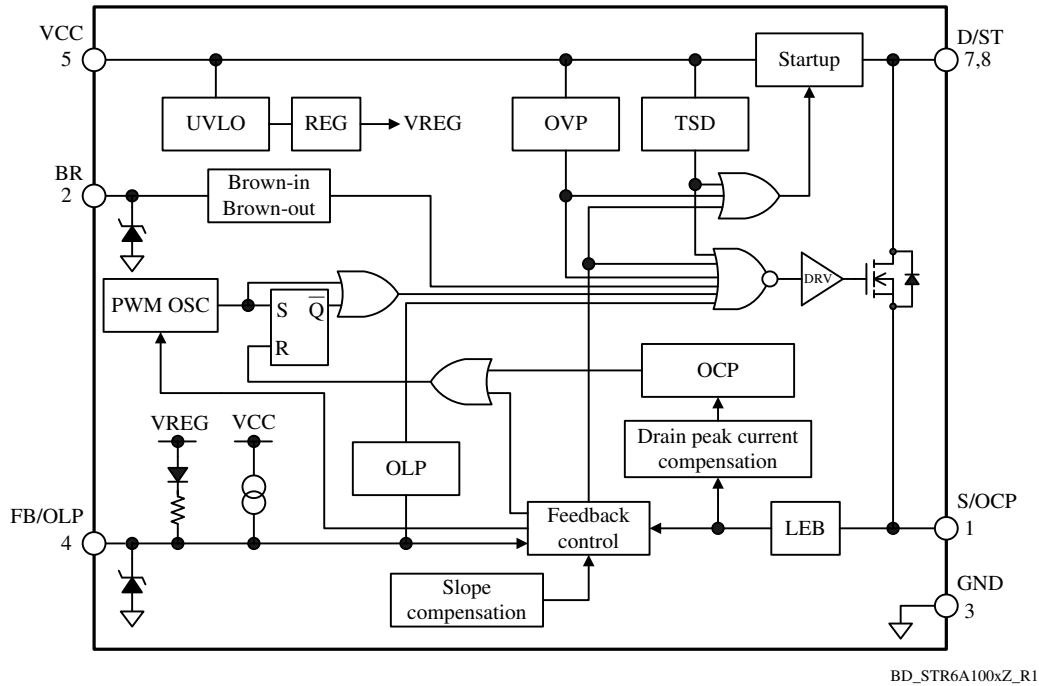 VCC
5
D/ST
7,8
Startup
UVLO
REG
VREG
OVP
TSD
BR
2
Brown-in
Brown-out
PWM OSC
S
Q̅
R
DRV
OCP
VREG
VCC
OLP
Drain peak current
compensation
FB/OLP
4
Feedback
control
LEB
S/OCP
1
Slope
compensation
GND
3
BD_STR6A100xZ_R1